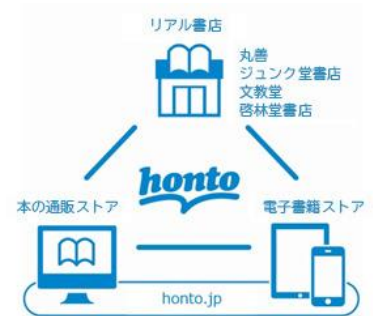 リアル書店
丸善
ジュンク堂書店
文教堂
啓林堂書店
honto
本の通販ストア
電子書籍ストア
honto.jp